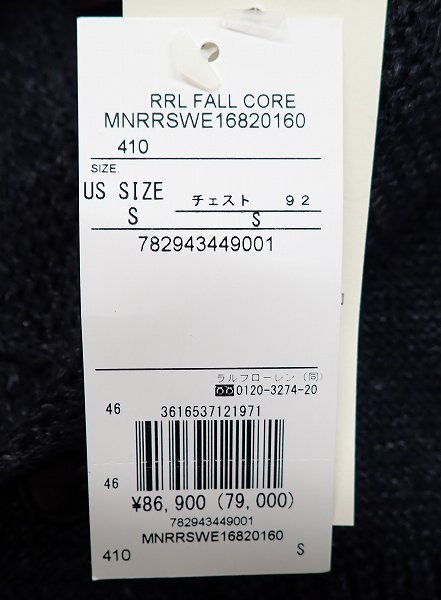 RRL FALL CORE
MNRRSWE16820160
410
SIZE.
US SIZE チェスト 92
S S
782943449001
ラルフローレン(同)
0120-3274-20
46 3616537121971
46
¥86,900 (79,000)
782943449001
MNRRSWE16820160
410 S